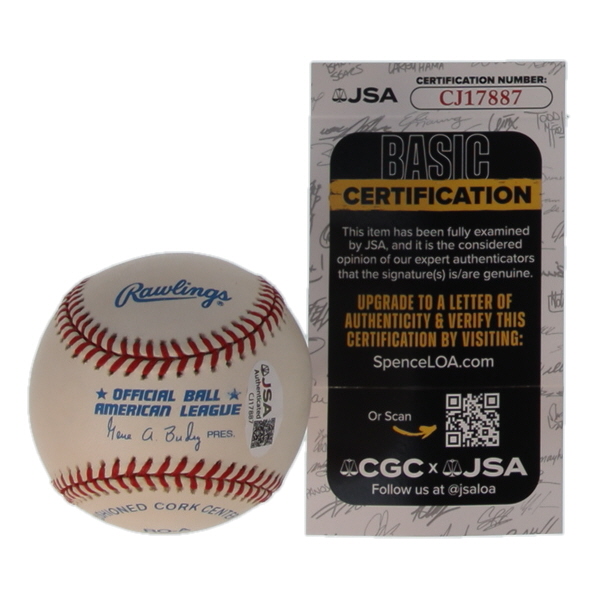 Rawlings
OFFICIAL BALL
AMERICAN LEAGUE
Gene A. Budig PRES.
CUSHIONED CORK CENTER
RO-A
JSA
Authenticated
CJ17887
JSA
CERTIFICATION NUMBER:
CJ17887
BASIC
CERTIFICATION
This item has been fully examined
by JSA, and it is the considered
opinion of our expert authenticators
that the signature(s) is/are genuine.
UPGRADE TO A LETTER OF
AUTHENTICITY & VERIFY THIS
CERTIFICATION BY VISITING:
SpenceLOA.com
Or Scan
CGC x JSA
Follow us at @jsaloa